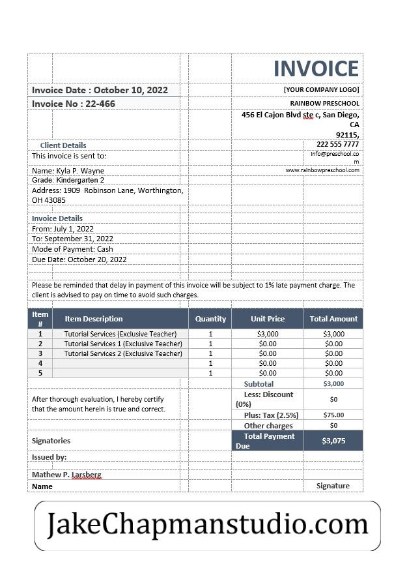 INVOICE
Invoice Date : October 10, 2022
[YOUR COMPANY LOGO]
Invoice No : 22-466
RAINBOW PRESCHOOL
456 El Cajon Blvd ste c, San Diego,
CA
92115,
Client Details
222 555 7777
This invoice is sent to:
Info@preschool.co
m
Name: Kyla P. Wayne
www.rainbowpreschool.com
Grade: Kindergarten 2
Address: 1909 Robinson Lane, Worthington,
OH 43085
Invoice Details
From: July 1, 2022
To: September 31, 2022
Mode of Payment: Cash
Due Date: October 20, 2022
Please be reminded that delay in payment of this invoice will be subject to 1% late payment charge. The
client is advised to pay on time to avoid such charges.
Item # Item Description Quantity Unit Price Total Amount
1 Tutorial Services (Exclusive Teacher) 1 $3,000 $3,000
2 Tutorial Services 1 (Exclusive Teacher) 1 $0.00 $0.00
3 Tutorial Services 2 (Exclusive Teacher) 1 $0.00 $0.00
4 1 $0.00 $0.00
5 1 $0.00 $0.00
Subtotal $3,000
After thorough evaluation, I hereby certify
that the amount herein is true and correct.
Less: Discount
(0%) $0
Plus: Tax (2.5%) $75.00
Other charges $0
Signatories
Total Payment
Due $3,075
Issued by:
Mathew P. Larsberg
Name Signature
JakeChapmanstudio.com